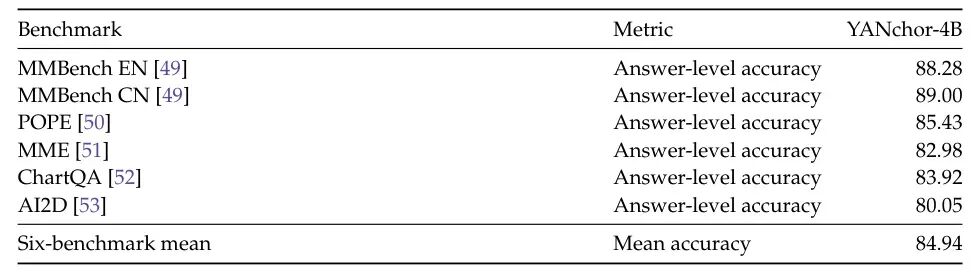 Benchmark Metric YANchor-4B
MMBench EN [49] Answer-level accuracy 88.28
MMBench CN [49] Answer-level accuracy 89.00
POPE [50] Answer-level accuracy 85.43
MME [51] Answer-level accuracy 82.98
ChartQA [52] Answer-level accuracy 83.92
AI2D [53] Answer-level accuracy 80.05
Six-benchmark mean Mean accuracy 84.94